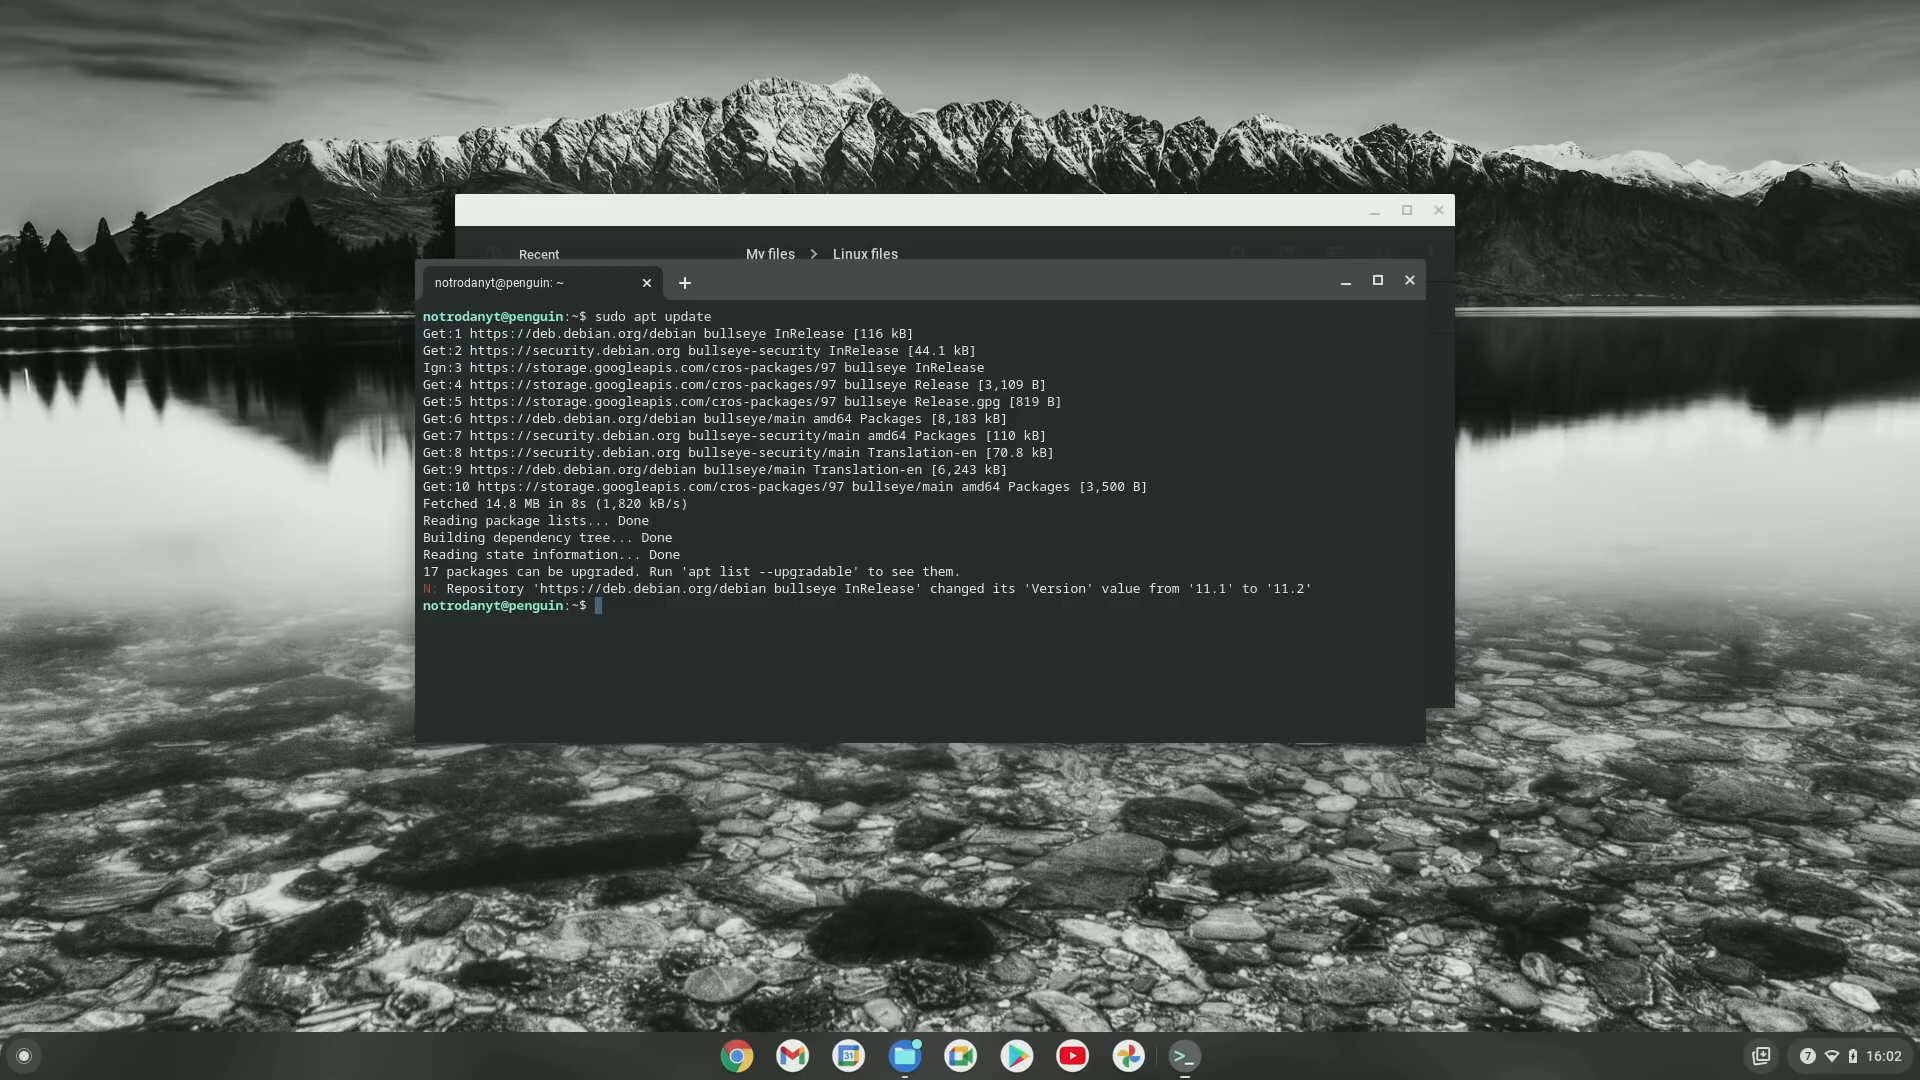 Recent
My files > Linux files
notrodanyt@penguin: ~
notrodanyt@penguin:~$ sudo apt update
Get:1 https://deb.debian.org/debian bullseye InRelease [116 kB]
Get:2 https://security.debian.org bullseye-security InRelease [44.1 kB]
Ign:3 https://storage.googleapis.com/cros-packages/97 bullseye InRelease
Get:4 https://storage.googleapis.com/cros-packages/97 bullseye Release [3,109 B]
Get:5 https://storage.googleapis.com/cros-packages/97 bullseye Release.gpg [819 B]
Get:6 https://deb.debian.org/debian bullseye/main amd64 Packages [8,183 kB]
Get:7 https://security.debian.org bullseye-security/main amd64 Packages [110 kB]
Get:8 https://security.debian.org bullseye-security/main Translation-en [70.8 kB]
Get:9 https://deb.debian.org/debian bullseye/main Translation-en [6,243 kB]
Get:10 https://storage.googleapis.com/cros-packages/97 bullseye/main amd64 Packages [3,500 B]
Fetched 14.8 MB in 8s (1,820 kB/s)
Reading package lists... Done
Building dependency tree... Done
Reading state information... Done
17 packages can be upgraded. Run 'apt list --upgradable' to see them.
N: Repository 'https://deb.debian.org/debian bullseye InRelease' changed its 'Version' value from '11.1' to '11.2'
notrodanyt@penguin:~$
31
>_
7 16:02